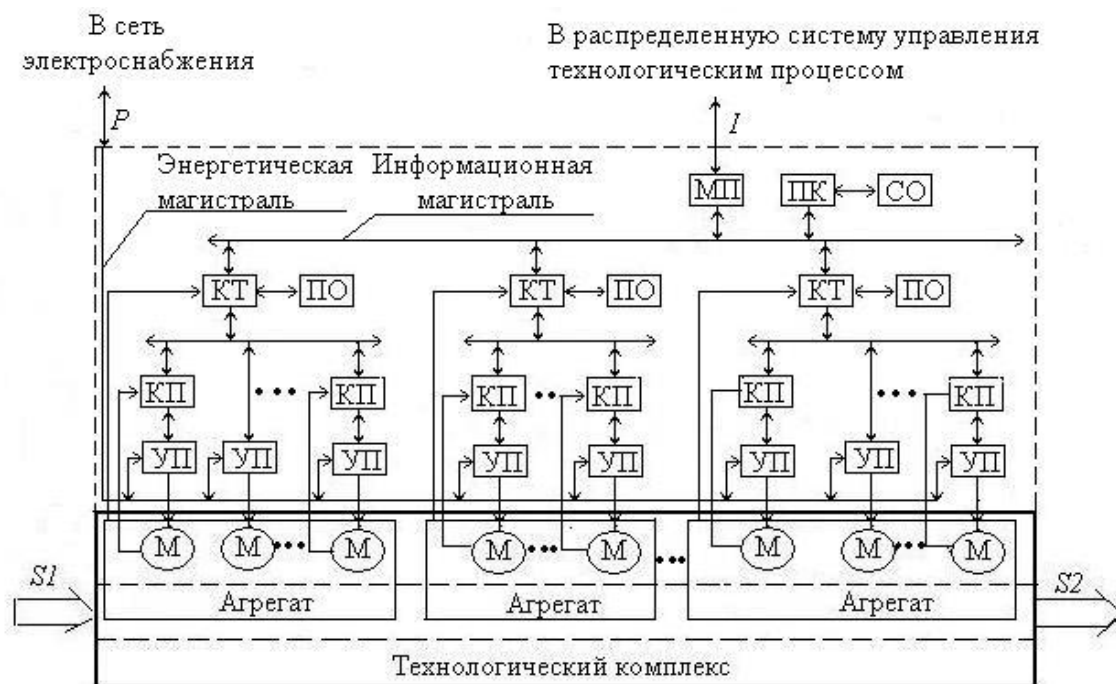 В сеть
электроснабжения
В распределенную систему управления
технологическим процессом
P
I
Энергетическая
магистраль
Информационная
магистраль
МП
ПК
СО
КТ
ПО
КТ
ПО
КТ
ПО
КП
КП
КП
КП
КП
КП
УП
УП
УП
УП
УП
УП
УП
УП
М
М
М
М
М
М
М
М
S1
S2
Агрегат
Агрегат
Агрегат
Технологический комплекс